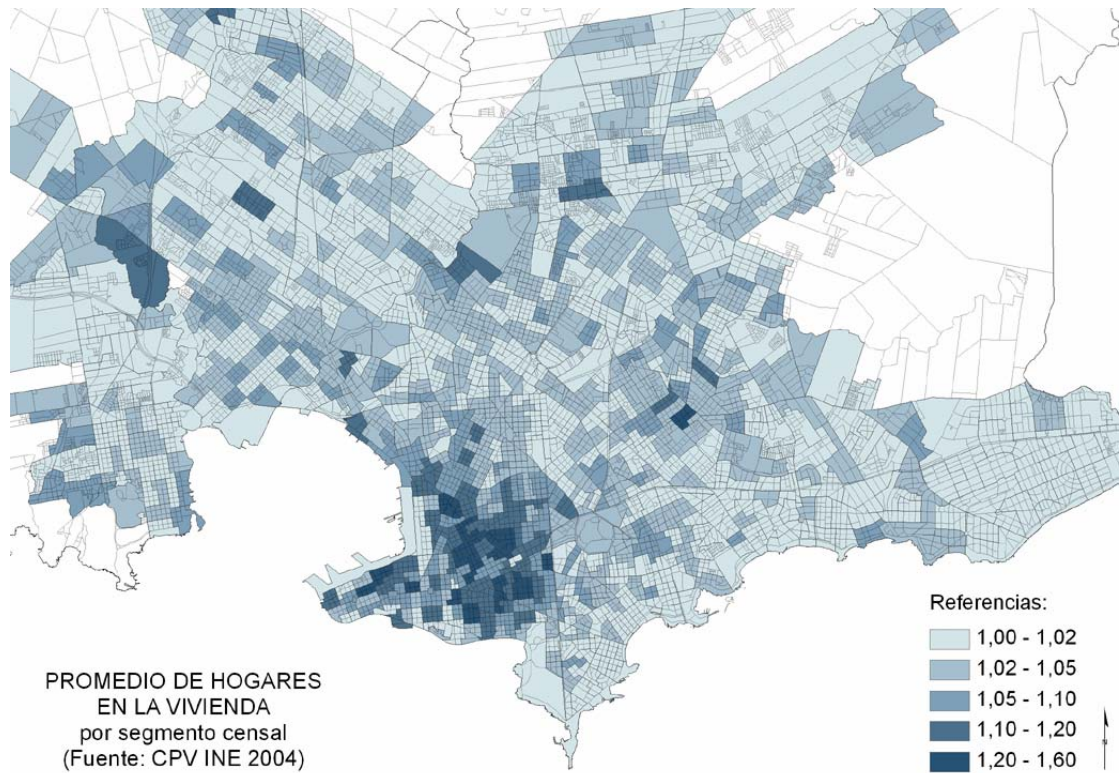 PROMEDIO DE HOGARES
EN LA VIVIENDA
por segmento censal
(Fuente: CPV INE 2004)
Referencias:
1,00 - 1,02
1,02 - 1,05
1,05 - 1,10
1,10 - 1,20
1,20 - 1,60